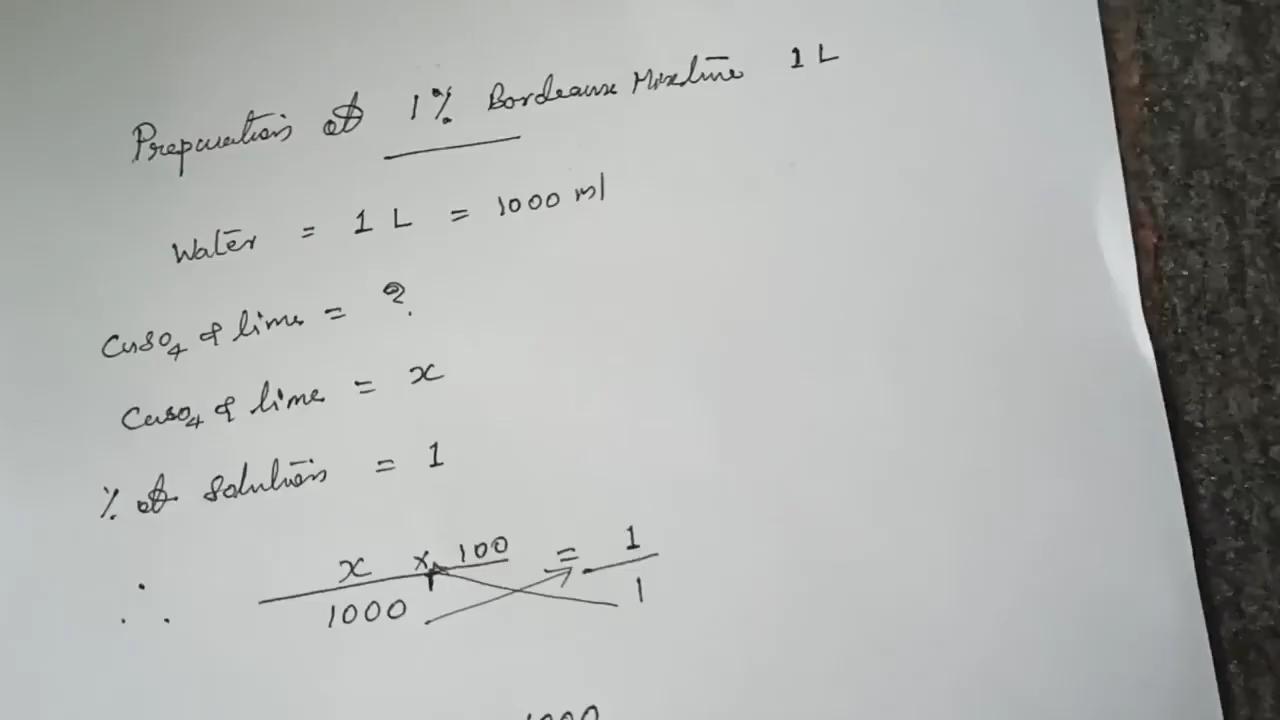 Preparation of 1% Bordeaux Mixture 1 L
Water = 1 L = 1000 ml
CuSO4 & lime = ?
CuSO4 & lime = x
% of solution = 1
∴ x × 100 / 1000 = 1 / 1
1000